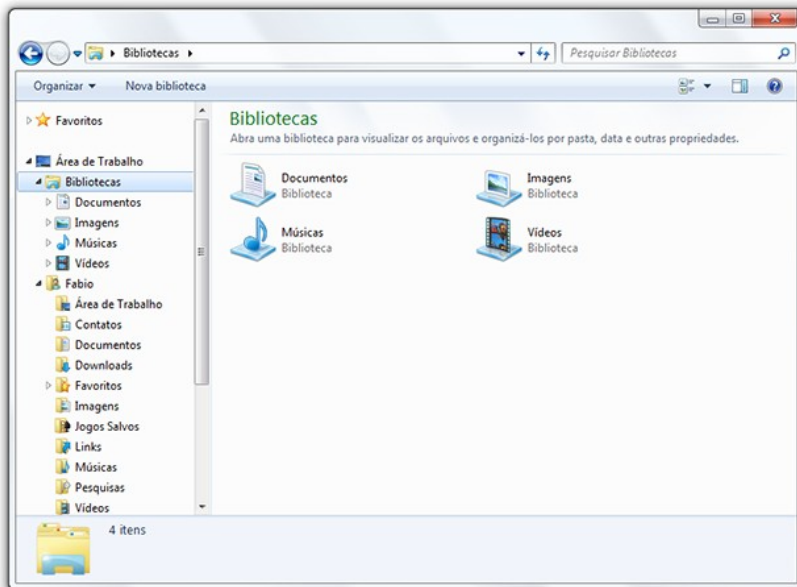 Bibliotecas
Pesquisar Bibliotecas
Organizar
Nova biblioteca
Favoritos
Área de Trabalho
Bibliotecas
Documentos
Imagens
Músicas
Vídeos
Fabio
Área de Trabalho
Contatos
Documentos
Downloads
Favoritos
Imagens
Jogos Salvos
Links
Músicas
Pesquisas
Vídeos
Bibliotecas
Abra uma biblioteca para visualizar os arquivos e organizá-los por pasta, data e outras propriedades.
Documentos
Biblioteca
Imagens
Biblioteca
Músicas
Biblioteca
Vídeos
Biblioteca
4 itens